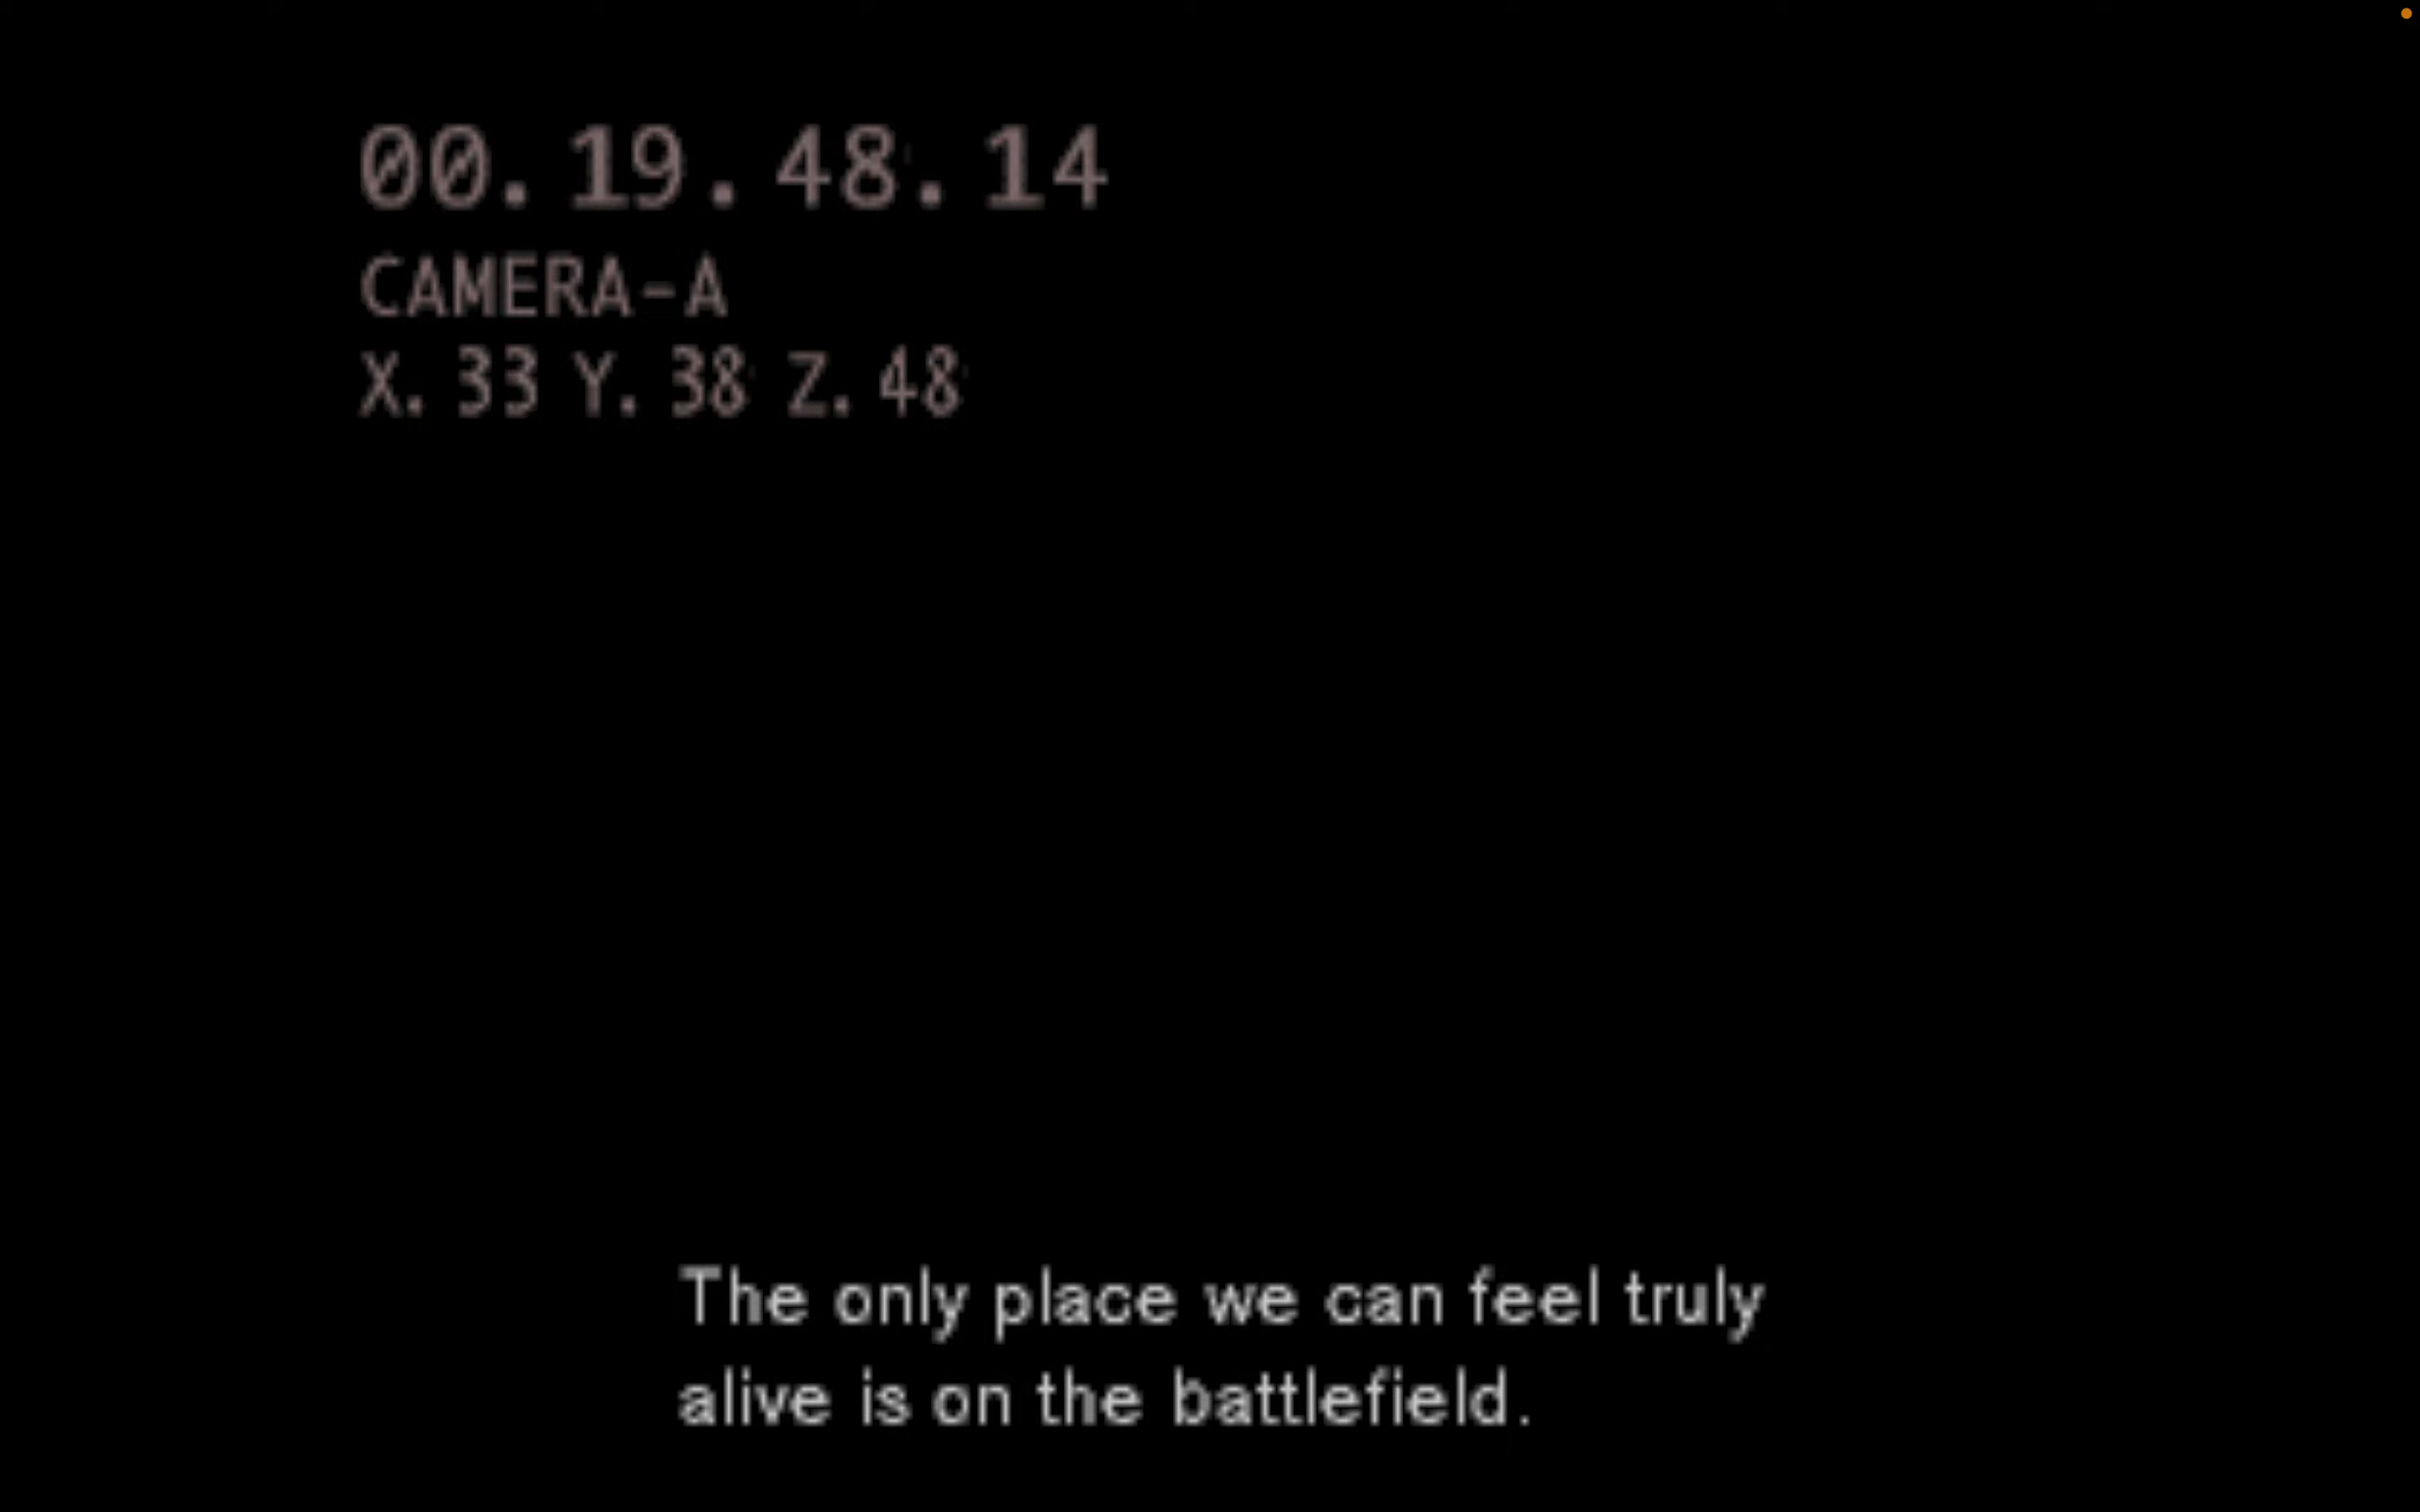 00.19.48.14
CAMERA-A
X.33 Y.38 Z.48
The only place we can feel truly
alive is on the battlefield.